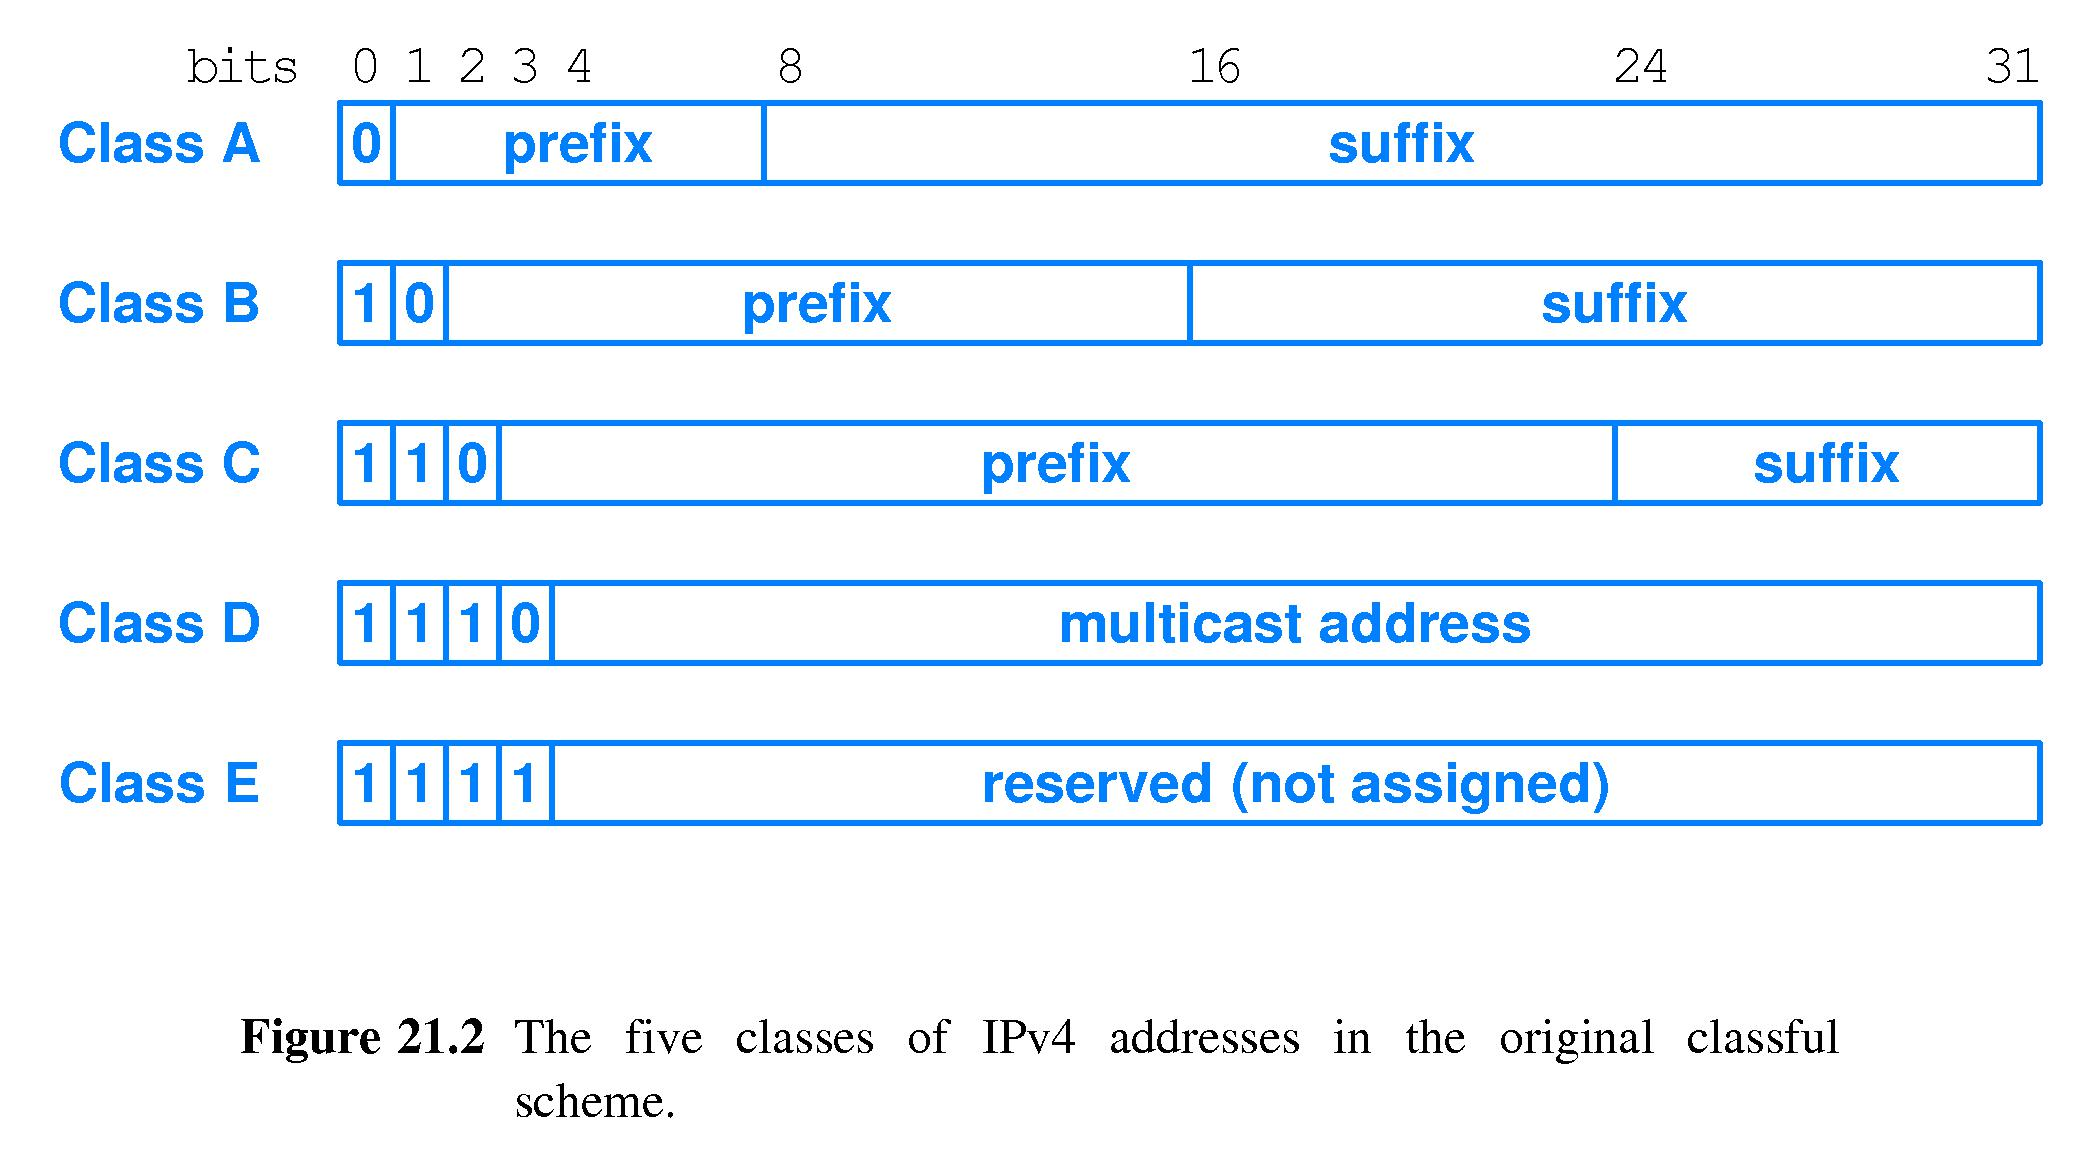 bits 0 1 2 3 4 8 16 24 31
Class A 0 prefix suffix
Class B 1 0 prefix suffix
Class C 1 1 0 prefix suffix
Class D 1 1 1 0 multicast address
Class E 1 1 1 1 reserved (not assigned)
Figure 21.2 The five classes of IPv4 addresses in the original classful
scheme.